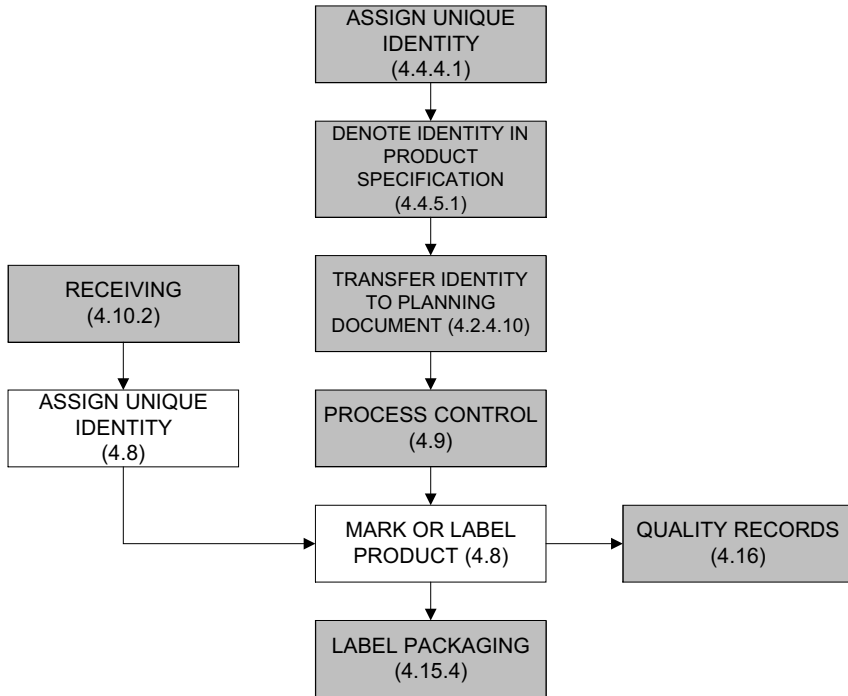 ASSIGN UNIQUE
IDENTITY
(4.4.4.1)
DENOTE IDENTITY IN
PRODUCT
SPECIFICATION
(4.4.5.1)
TRANSFER IDENTITY
TO PLANNING
DOCUMENT (4.2.4.10)
RECEIVING
(4.10.2)
ASSIGN UNIQUE
IDENTITY
(4.8)
PROCESS CONTROL
(4.9)
MARK OR LABEL
PRODUCT (4.8)
QUALITY RECORDS
(4.16)
LABEL PACKAGING
(4.15.4)